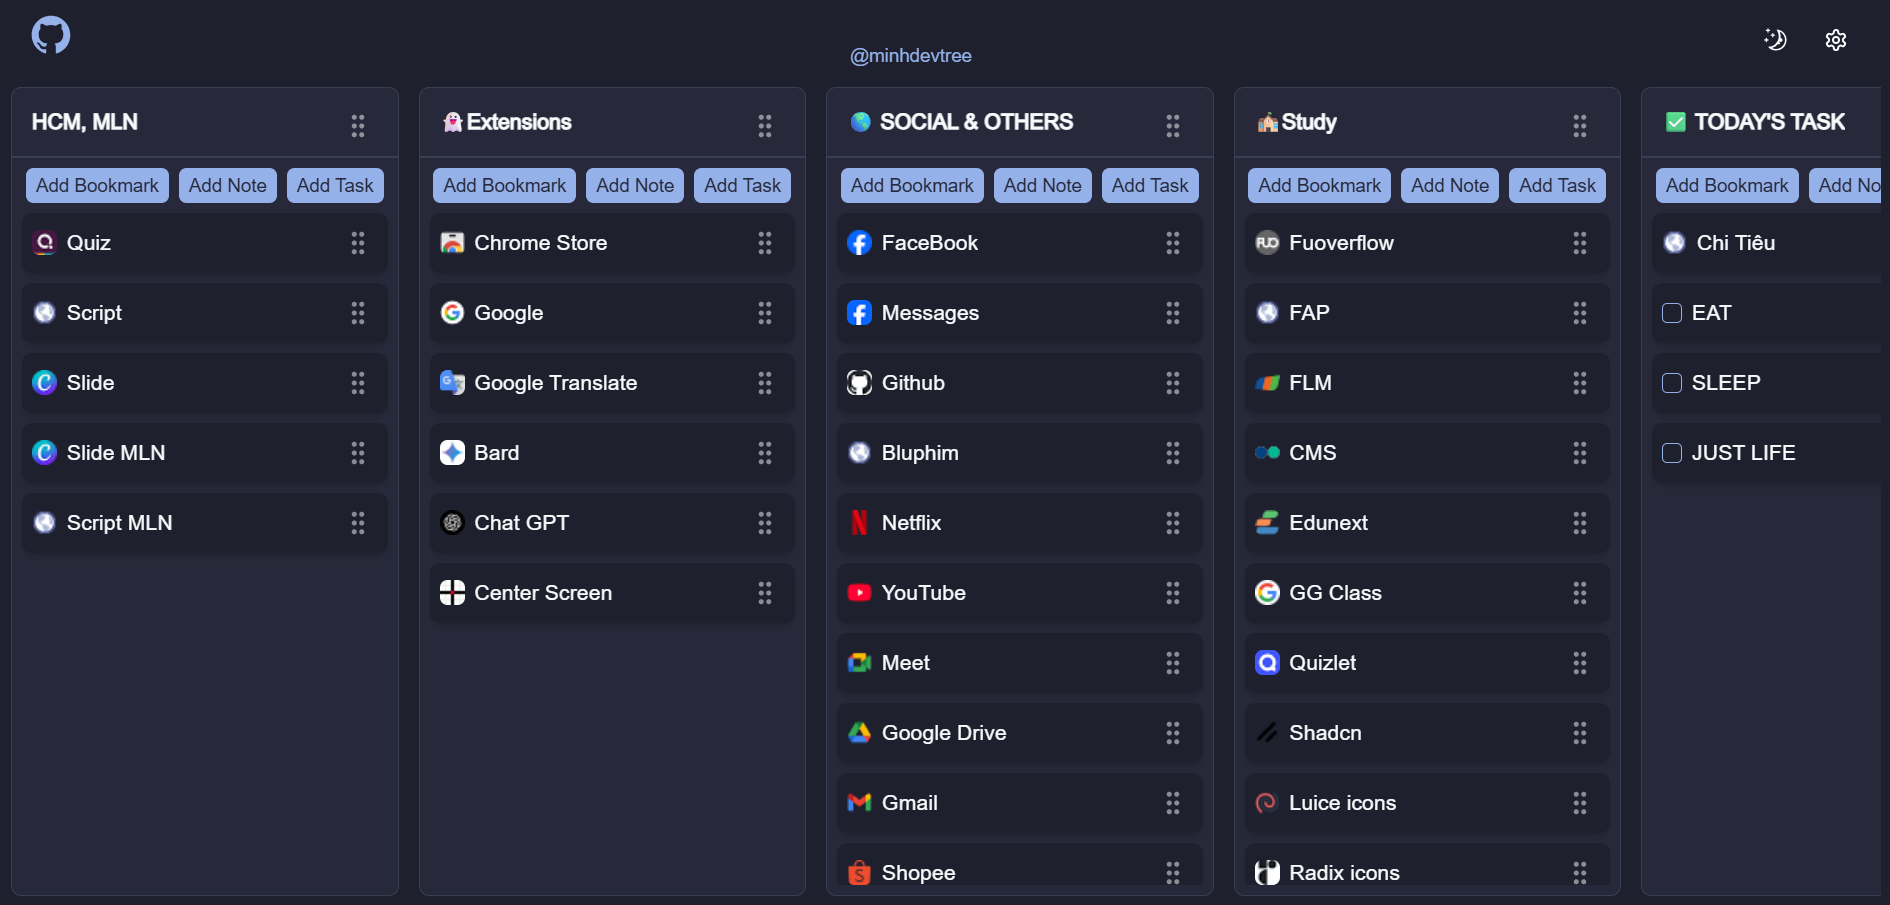 @minhdevtree
HCM, MLN
Add Bookmark Add Note Add Task
Quiz
Script
Slide
Slide MLN
Script MLN
Extensions
Add Bookmark Add Note Add Task
Chrome Store
Google
Google Translate
Bard
Chat GPT
Center Screen
SOCIAL & OTHERS
Add Bookmark Add Note Add Task
FaceBook
Messages
Github
Bluphim
Netflix
YouTube
Meet
Google Drive
Gmail
Shopee
Study
Add Bookmark Add Note Add Task
Fuoverflow
FAP
FLM
CMS
Edunext
GG Class
Quizlet
Shadcn
Luice icons
Radix icons
TODAY'S TASK
Add Bookmark Add No
Chi Tiêu
EAT
SLEEP
JUST LIFE